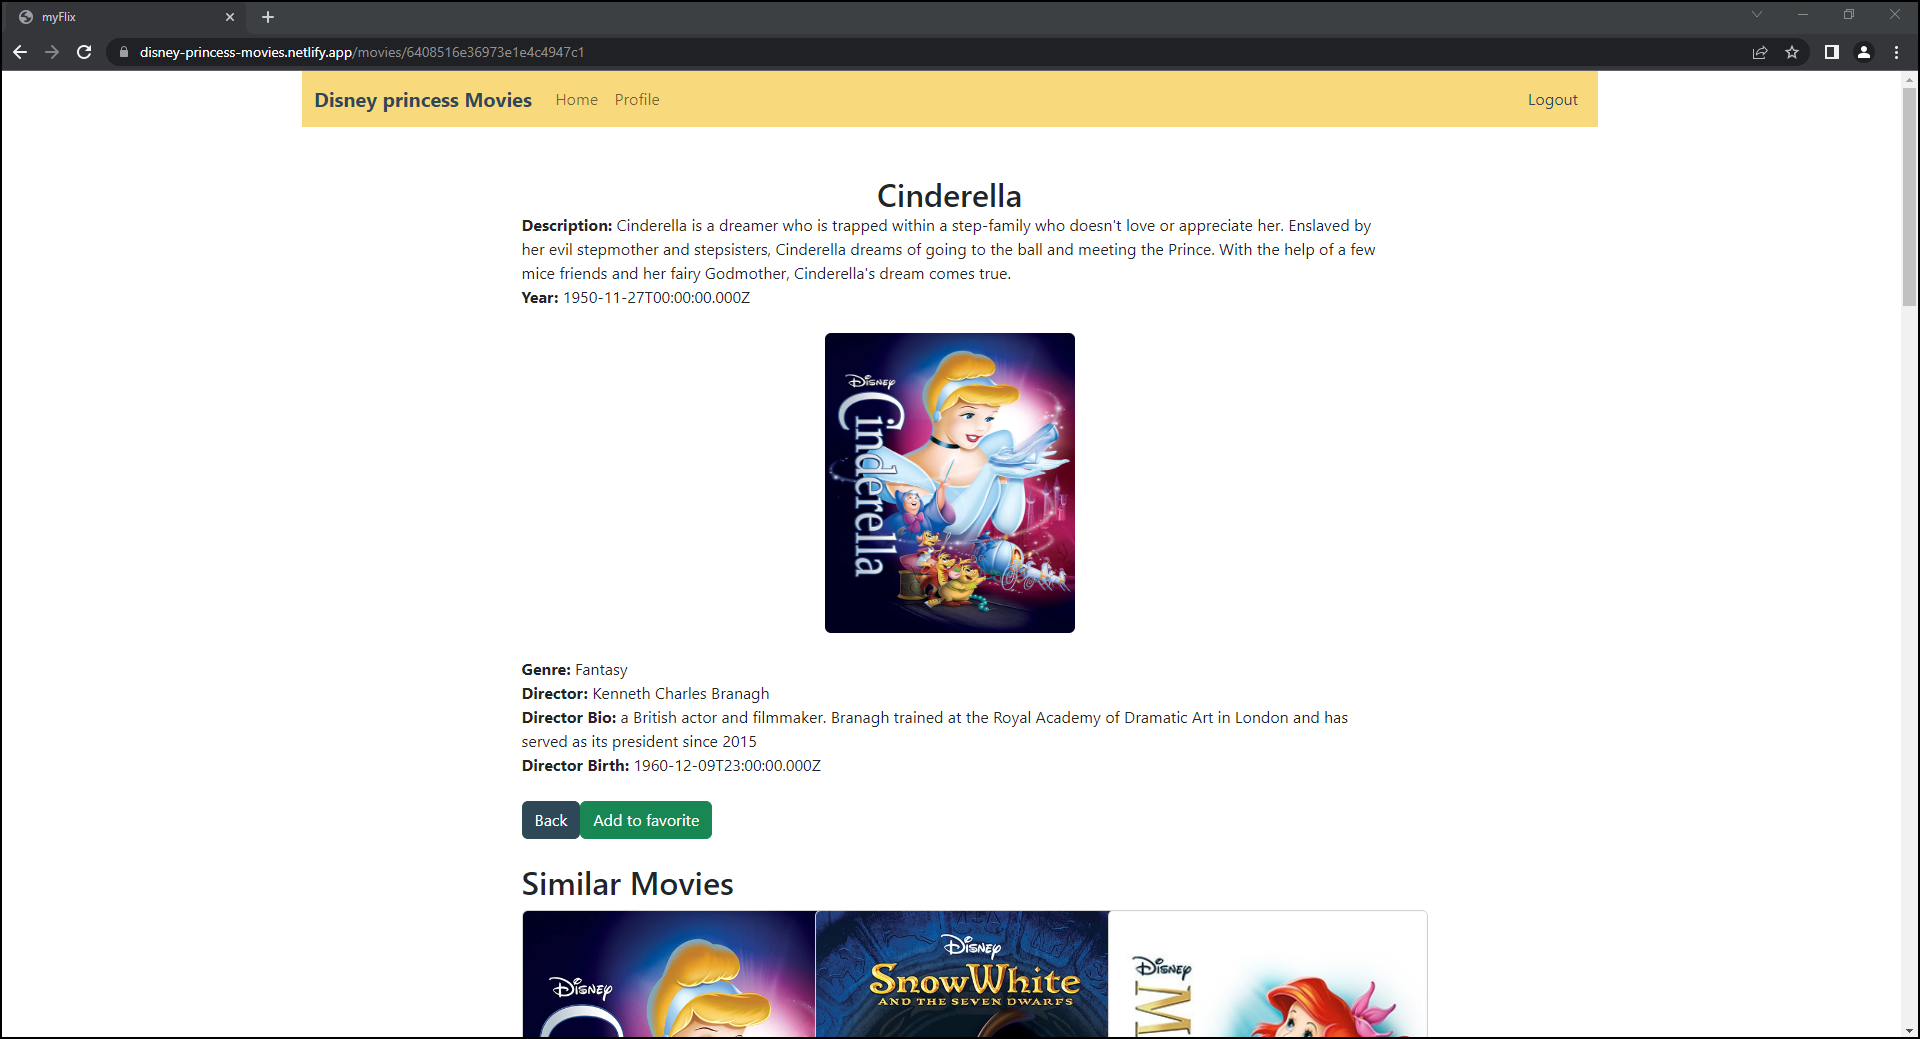 myFlix
disney-princess-movies.netlify.app/movies/6408516e36973e1e4c4947c1
Disney princess Movies Home Profile Logout
Cinderella
Description: Cinderella is a dreamer who is trapped within a step-family who doesn't love or appreciate her. Enslaved by
her evil stepmother and stepsisters, Cinderella dreams of going to the ball and meeting the Prince. With the help of a few
mice friends and her fairy Godmother, Cinderella's dream comes true.
Year: 1950-11-27T00:00:00.000Z
Disney
Cinderella
Genre: Fantasy
Director: Kenneth Charles Branagh
Director Bio: a British actor and filmmaker. Branagh trained at the Royal Academy of Dramatic Art in London and has
served as its president since 2015
Director Birth: 1960-12-09T23:00:00.000Z
Back Add to favorite
Similar Movies
Disney
C
Disney
Snow White
AND THE SEVEN DWARFS
Disney
M